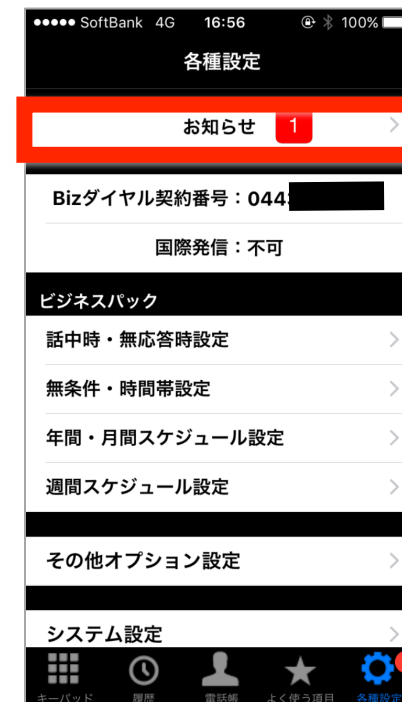 SoftBank 4G 16:56 100%
各種設定
お知らせ 1
Bizダイヤル契約番号：044
国際発信：不可
ビジネスパック
話中時・無応答時設定
無条件・時間帯設定
年間・月間スケジュール設定
週間スケジュール設定
その他オプション設定
システム設定
キーパッド 履歴 電話帳 よく使う項目 各種設定